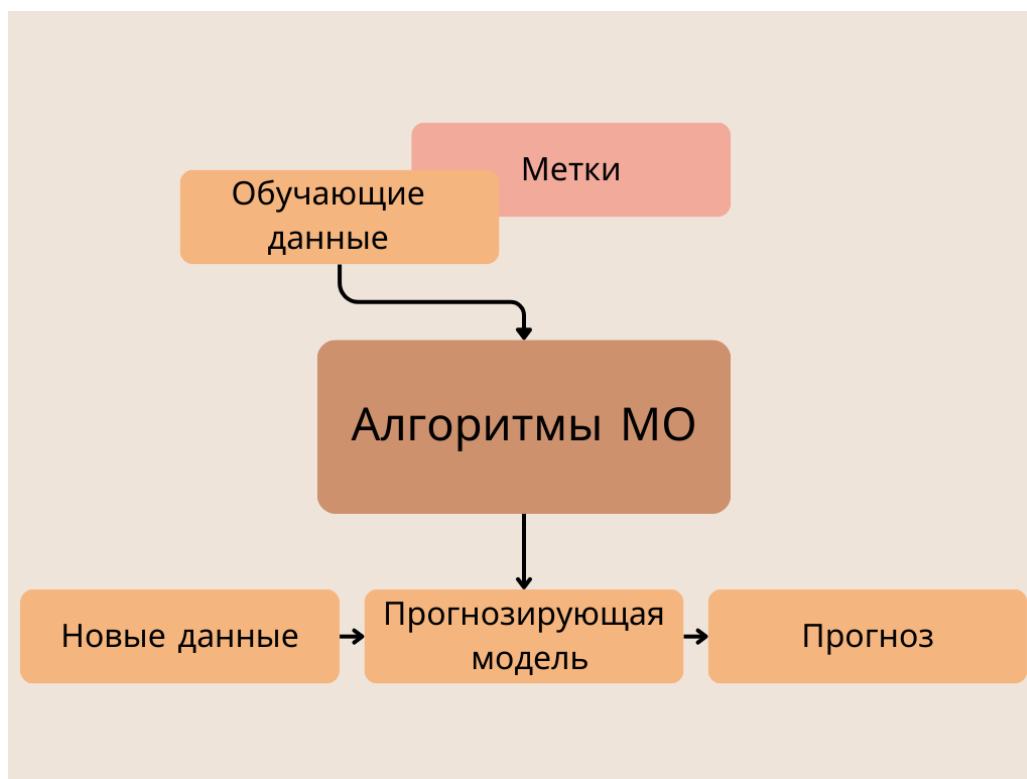 Метки
Обучающие
данные
Алгоритмы МО
Новые данные
Прогнозирующая
модель
Прогноз